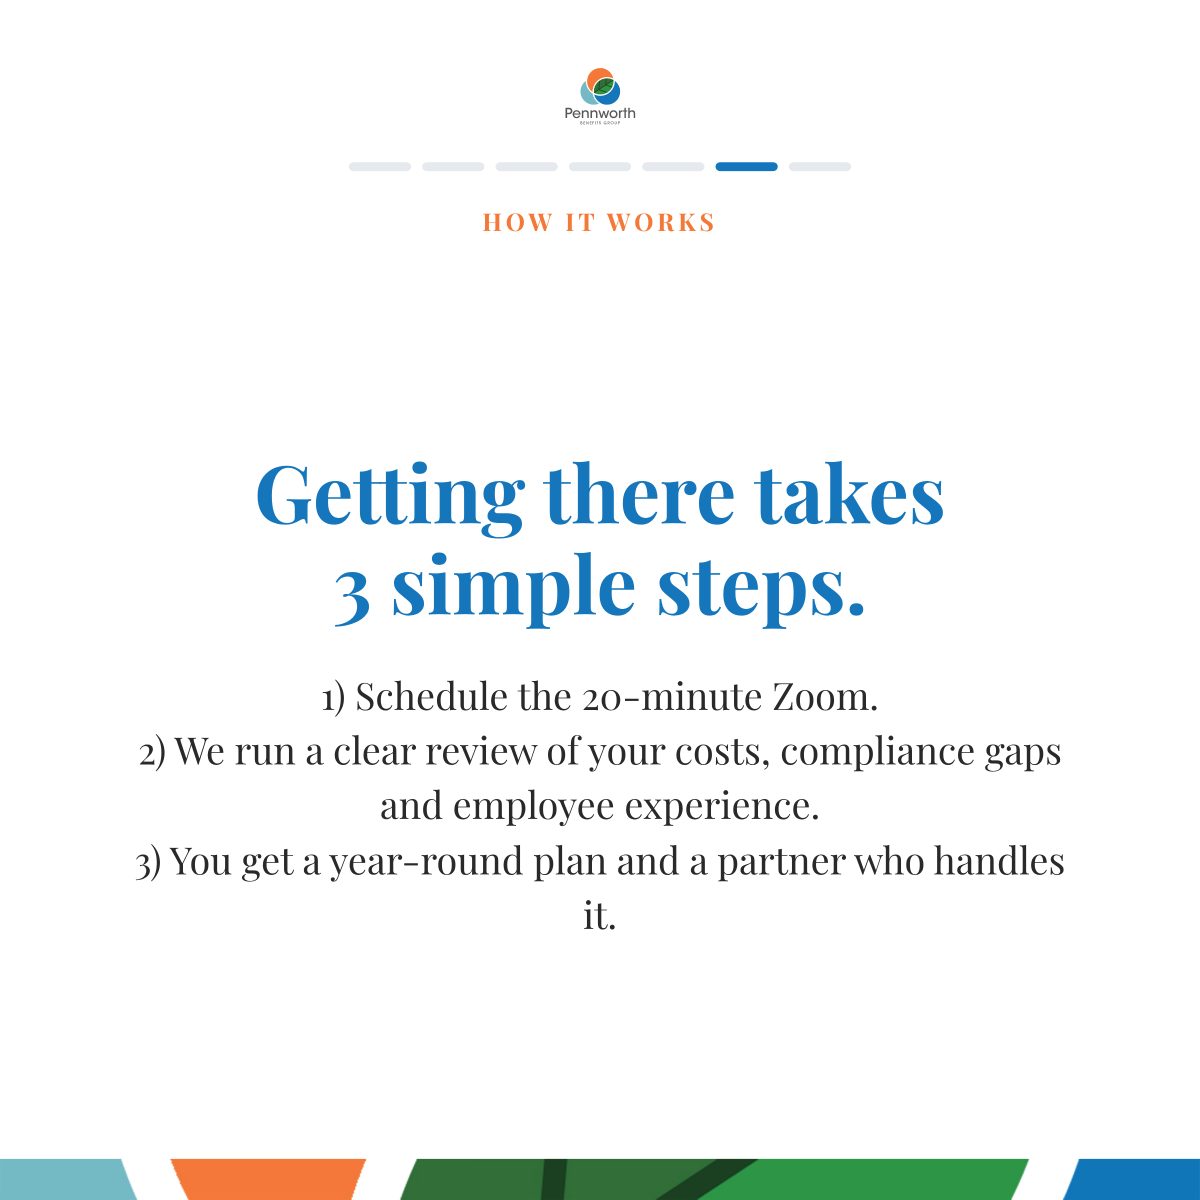 Pennworth
BENEFITS GROUP
HOW IT WORKS
Getting there takes
3 simple steps.
1) Schedule the 20-minute Zoom.
2) We run a clear review of your costs, compliance gaps
and employee experience.
3) You get a year-round plan and a partner who handles
it.